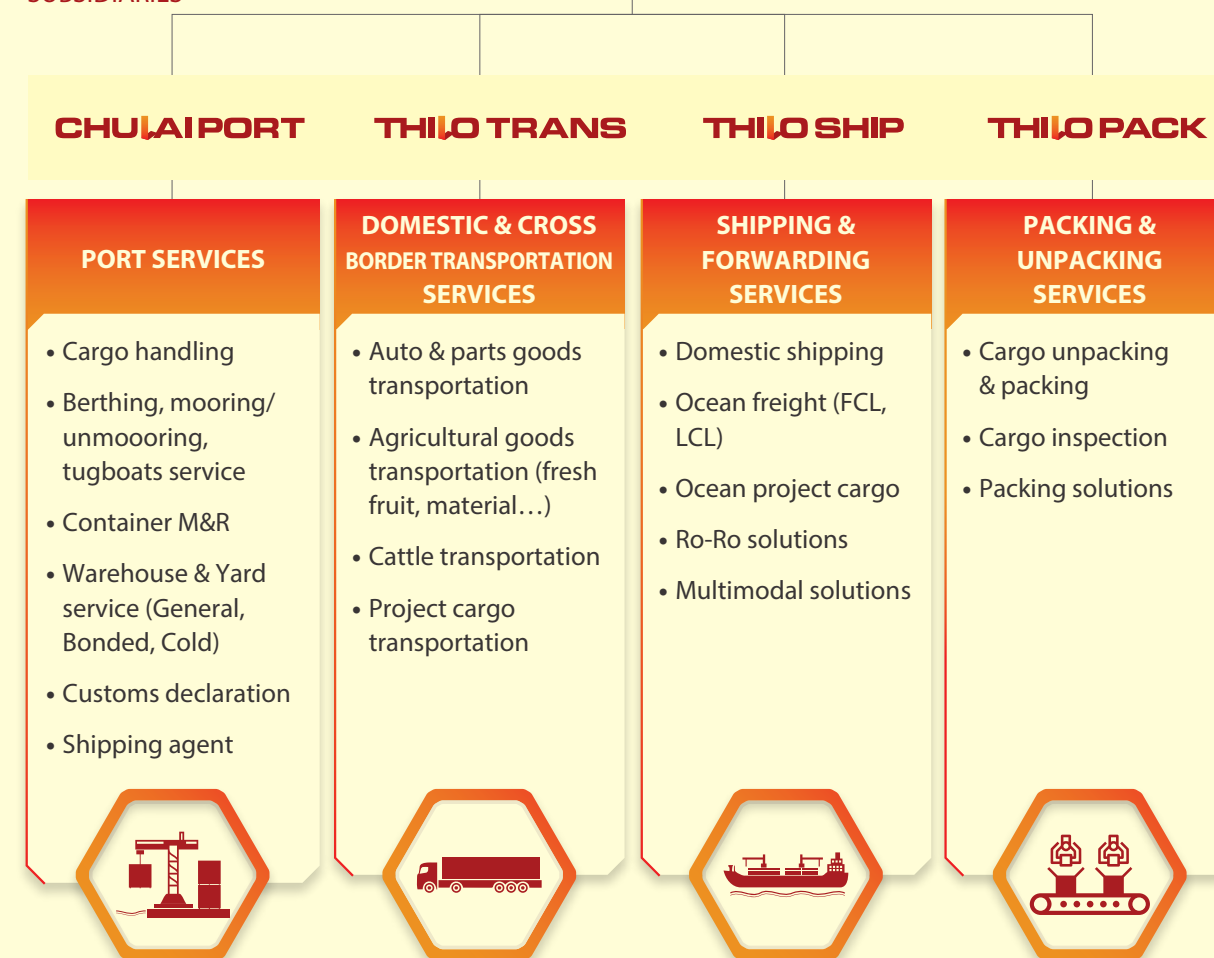 SUBSIDIARIES
CHULAI PORT
THILO TRANS
THILO SHIP
THILO PACK
PORT SERVICES
• Cargo handling
• Berthing, mooring/
unmoooring,
tugboats service
• Container M&R
• Warehouse & Yard
service (General,
Bonded, Cold)
• Customs declaration
• Shipping agent
DOMESTIC & CROSS
BORDER TRANSPORTATION
SERVICES
• Auto & parts goods
transportation
• Agricultural goods
transportation (fresh
fruit, material…)
• Cattle transportation
• Project cargo
transportation
SHIPPING &
FORWARDING
SERVICES
• Domestic shipping
• Ocean freight (FCL,
LCL)
• Ocean project cargo
• Ro-Ro solutions
• Multimodal solutions
PACKING &
UNPACKING
SERVICES
• Cargo unpacking
& packing
• Cargo inspection
• Packing solutions